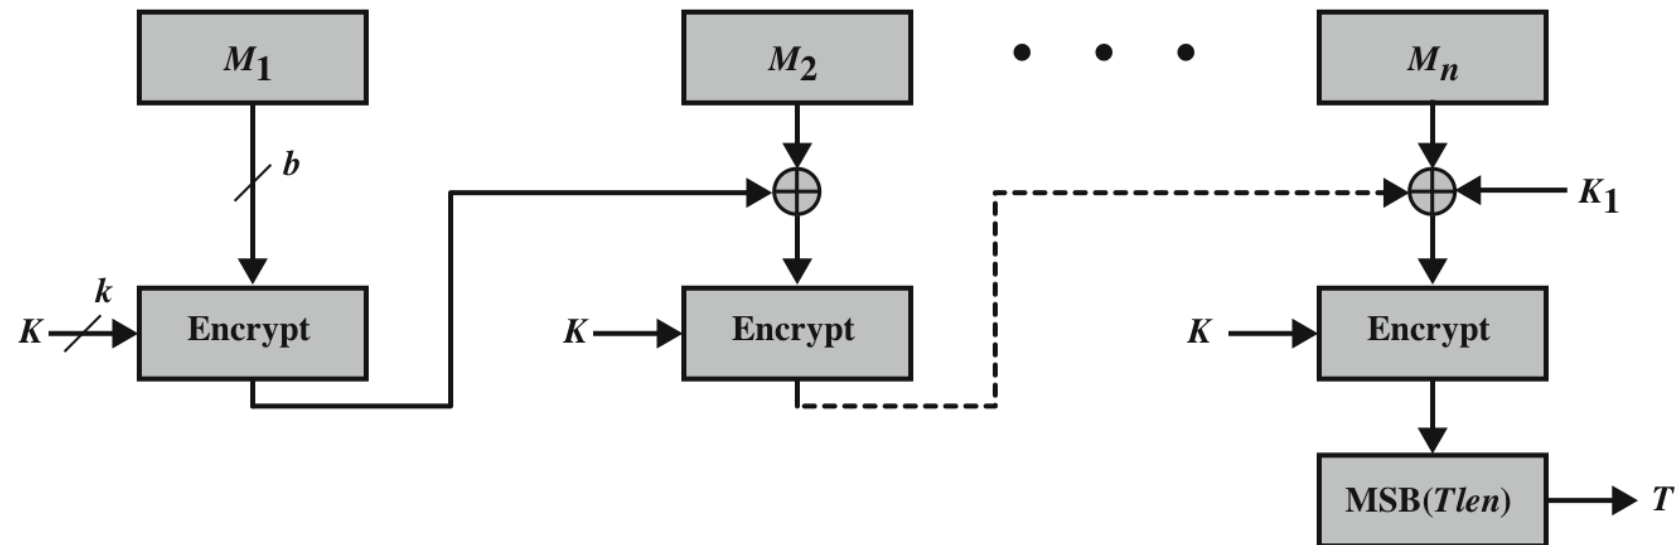 M1 M2 • • • Mn
b
K1
k
K Encrypt K Encrypt K Encrypt
MSB(Tlen) T